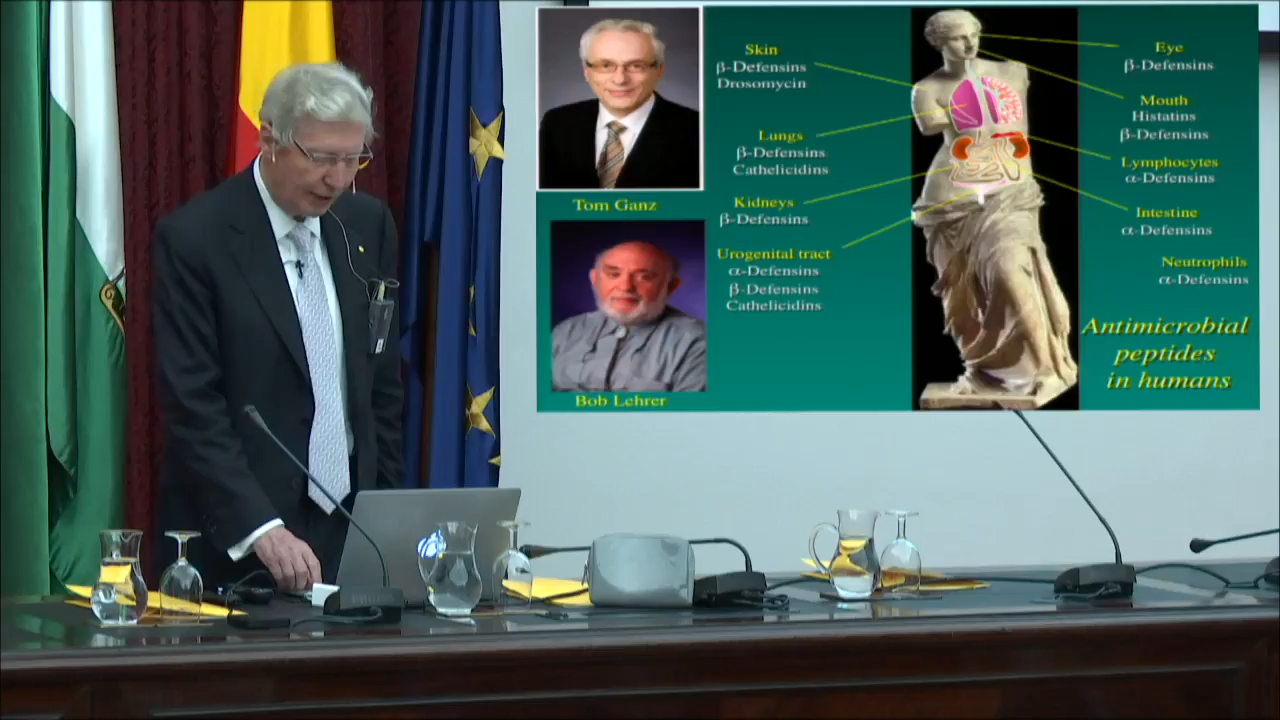 Tom Ganz
Bob Lehrer
Skin
β-Defensins
Drosomycin
Lungs
β-Defensins
Cathelicidins
Kidneys
β-Defensins
Urogenital tract
α-Defensins
β-Defensins
Cathelicidins
Eye
β-Defensins
Mouth
Histatins
β-Defensins
Lymphocytes
α-Defensins
Intestine
α-Defensins
Neutrophils
α-Defensins
Antimicrobial
peptides
in humans